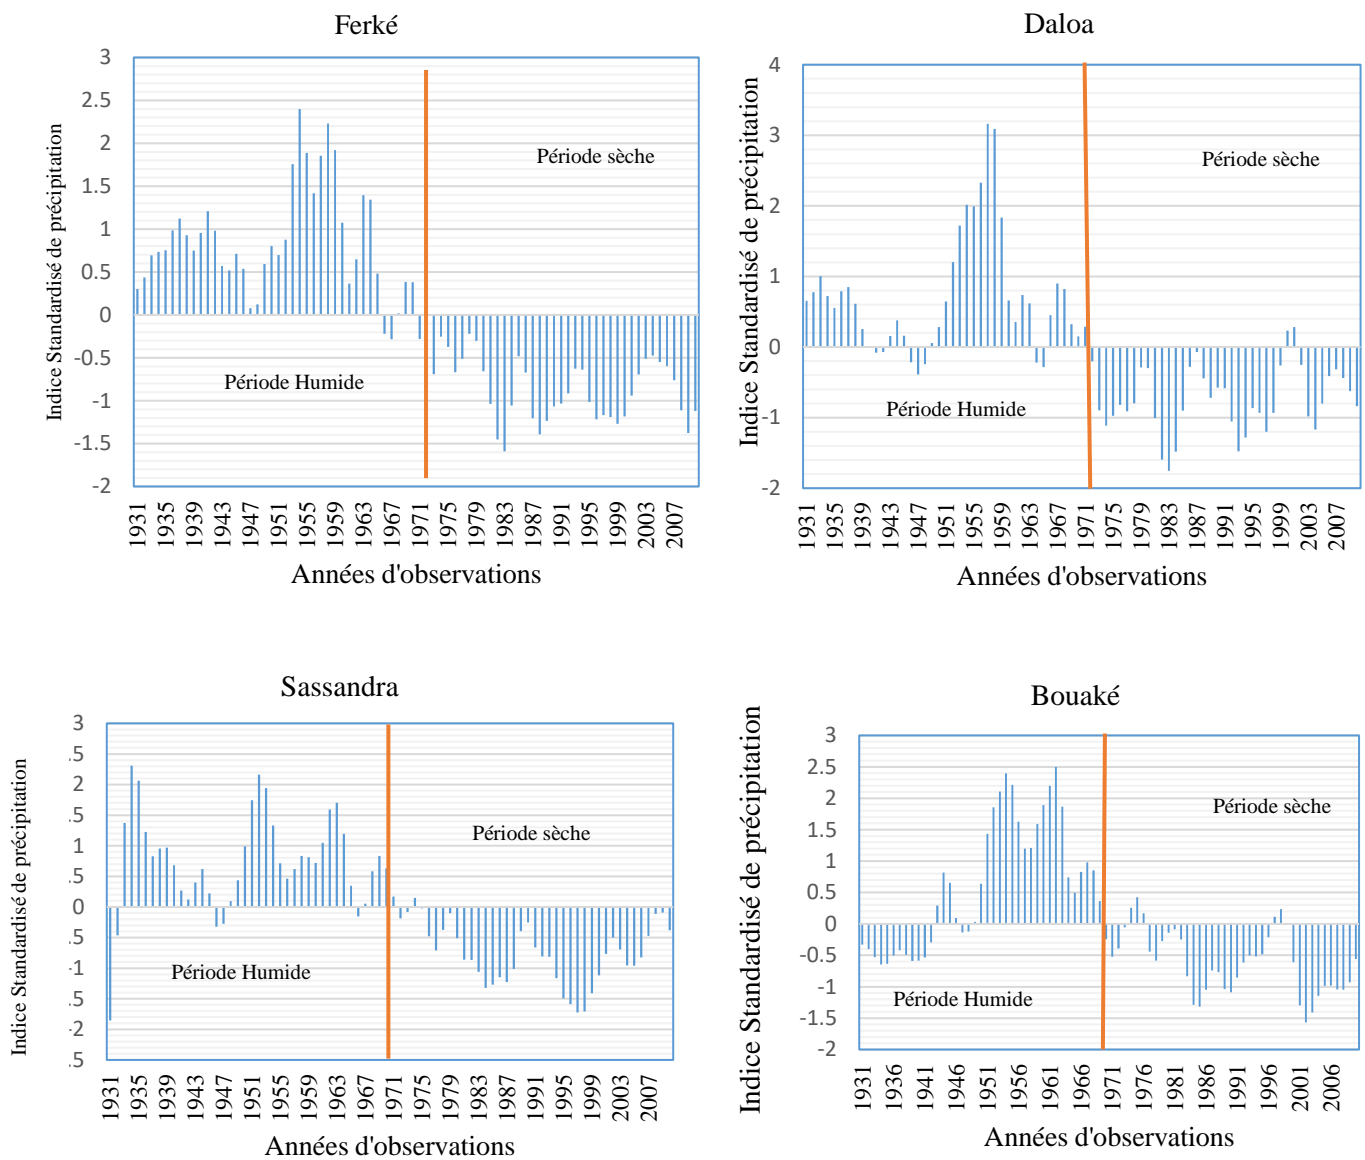 Ferké
Indice Standardisé de précipitation
3
2.5
2
1.5
1
0.5
0
-0.5
-1
-1.5
-2
Période sèche
Période Humide
1931 1935 1939 1943 1947 1951 1955 1959 1963 1967 1971 1975 1979 1983 1987 1991 1995 1999 2003 2007
Années d'observations
Daloa
Indice Standardisé de précipitation
4
3
2
1
0
-1
-2
Période sèche
Période Humide
1931 1935 1939 1943 1947 1951 1955 1959 1963 1967 1971 1975 1979 1983 1987 1991 1995 1999 2003 2007
Années d'observations
Sassandra
Indice Standardisé de précipitation
3
.5
2
.5
1
.5
0
.5
-1
.5
-2
.5
Période sèche
Période Humide
1931 1935 1939 1943 1947 1951 1955 1959 1963 1967 1971 1975 1979 1983 1987 1991 1995 1999 2003 2007
Années d'observations
Bouaké
Indice Standardisé de précipitation
3
2.5
2
1.5
1
0.5
0
-0.5
-1
-1.5
-2
Période sèche
Période Humide
1931 1936 1941 1946 1951 1956 1961 1966 1971 1976 1981 1986 1991 1996 2001 2006
Années d'observations